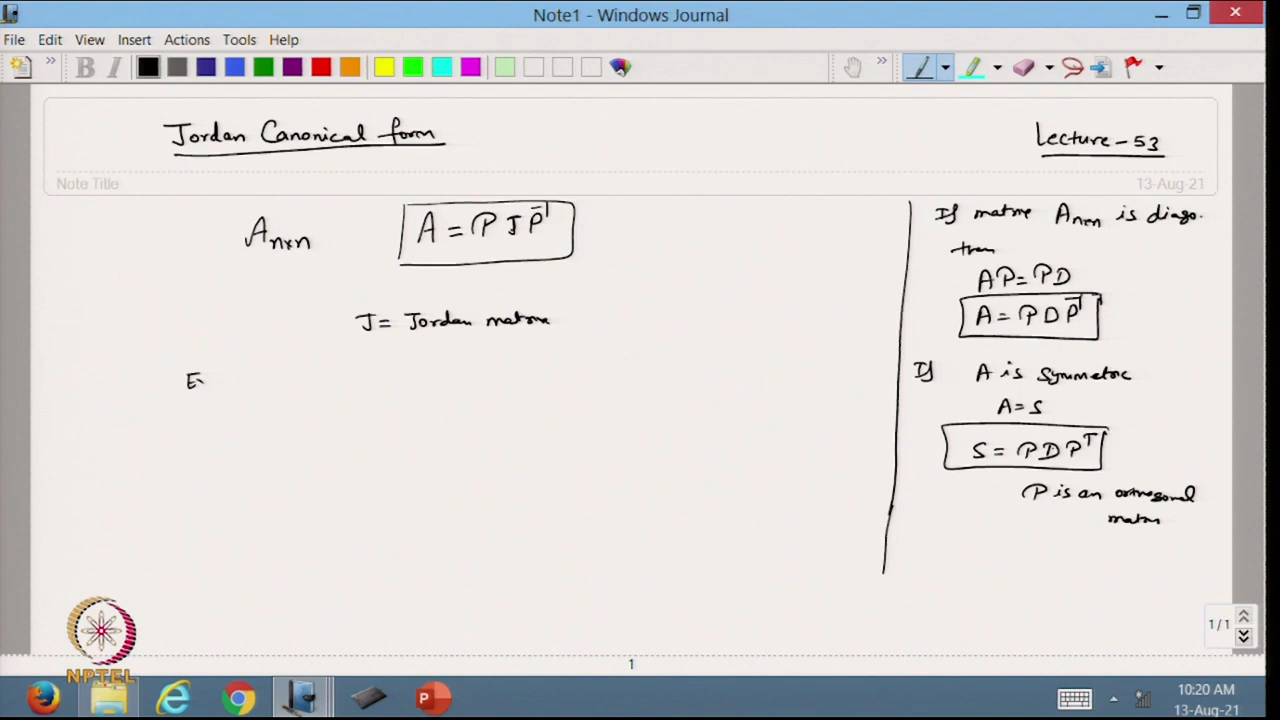 Note1 - Windows Journal
File Edit View Insert Actions Tools Help
B I
Jordan Canonical form
Lecture - 53
Note Title
13-Aug-21
Aₙₓₙ
A = P J P⁻¹
J = Jordan matrix
E
If matrix Aₙₓₙ is diago.
then
AP = PD
A = P D P⁻¹
If A is symmetric
A = S
S = P D Pᵀ
P is an orthogonal
matrix
1/1
NPTEL
1
10:20 AM
13-Aug-21